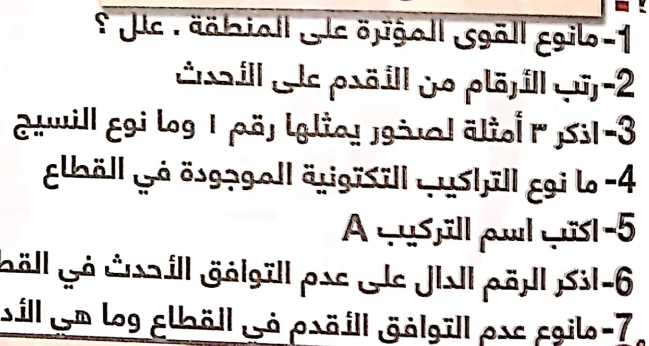 1-مانوع القوى المؤثرة على المنطقة . علل ؟
2-رتب الأرقام من الأقدم على الأحدث
3-اذكر ٣ أمثلة لصخور يمثلها رقم ١ وما نوع النسيج
4- ما نوع التراكيب التكتونية الموجودة في القطاع
5-اكتب اسم التركيب A
6-اذكر الرقم الدال على عدم التوافق الأحدث في
7-مانوع عدم التوافق الأقدم في القطاع وما هي